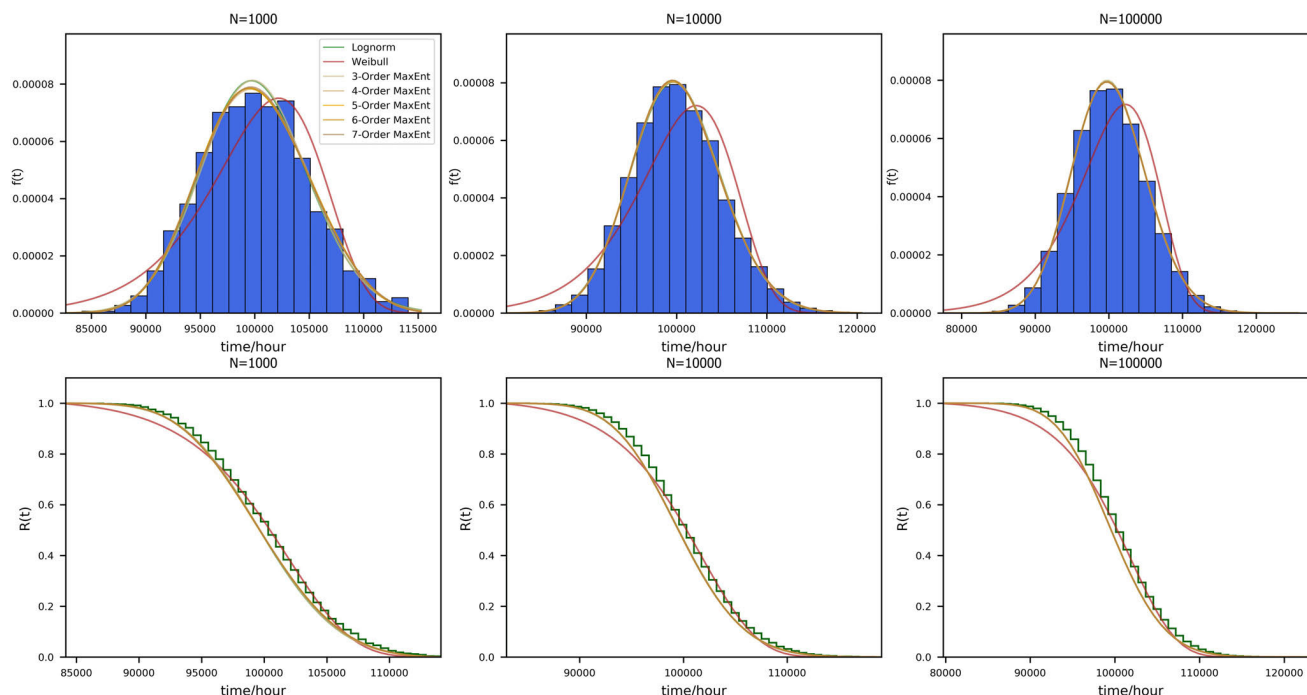 N=1000
N=10000
N=100000
f(t)
0.00008
0.00006
0.00004
0.00002
0.00000
Lognorm
Weibull
3-Order MaxEnt
4-Order MaxEnt
5-Order MaxEnt
6-Order MaxEnt
7-Order MaxEnt
85000 90000 95000 100000 105000 110000 115000
time/hour
f(t)
0.00008
0.00006
0.00004
0.00002
0.00000
90000 100000 110000 120000
time/hour
f(t)
0.00008
0.00006
0.00004
0.00002
0.00000
80000 90000 100000 110000 120000
time/hour
N=1000
N=10000
N=100000
R(t)
1.0
0.8
0.6
0.4
0.2
0.0
85000 90000 95000 100000 105000 110000
time/hour
R(t)
1.0
0.8
0.6
0.4
0.2
0.0
90000 100000 110000
time/hour
R(t)
1.0
0.8
0.6
0.4
0.2
0.0
80000 90000 100000 110000 120000
time/hour